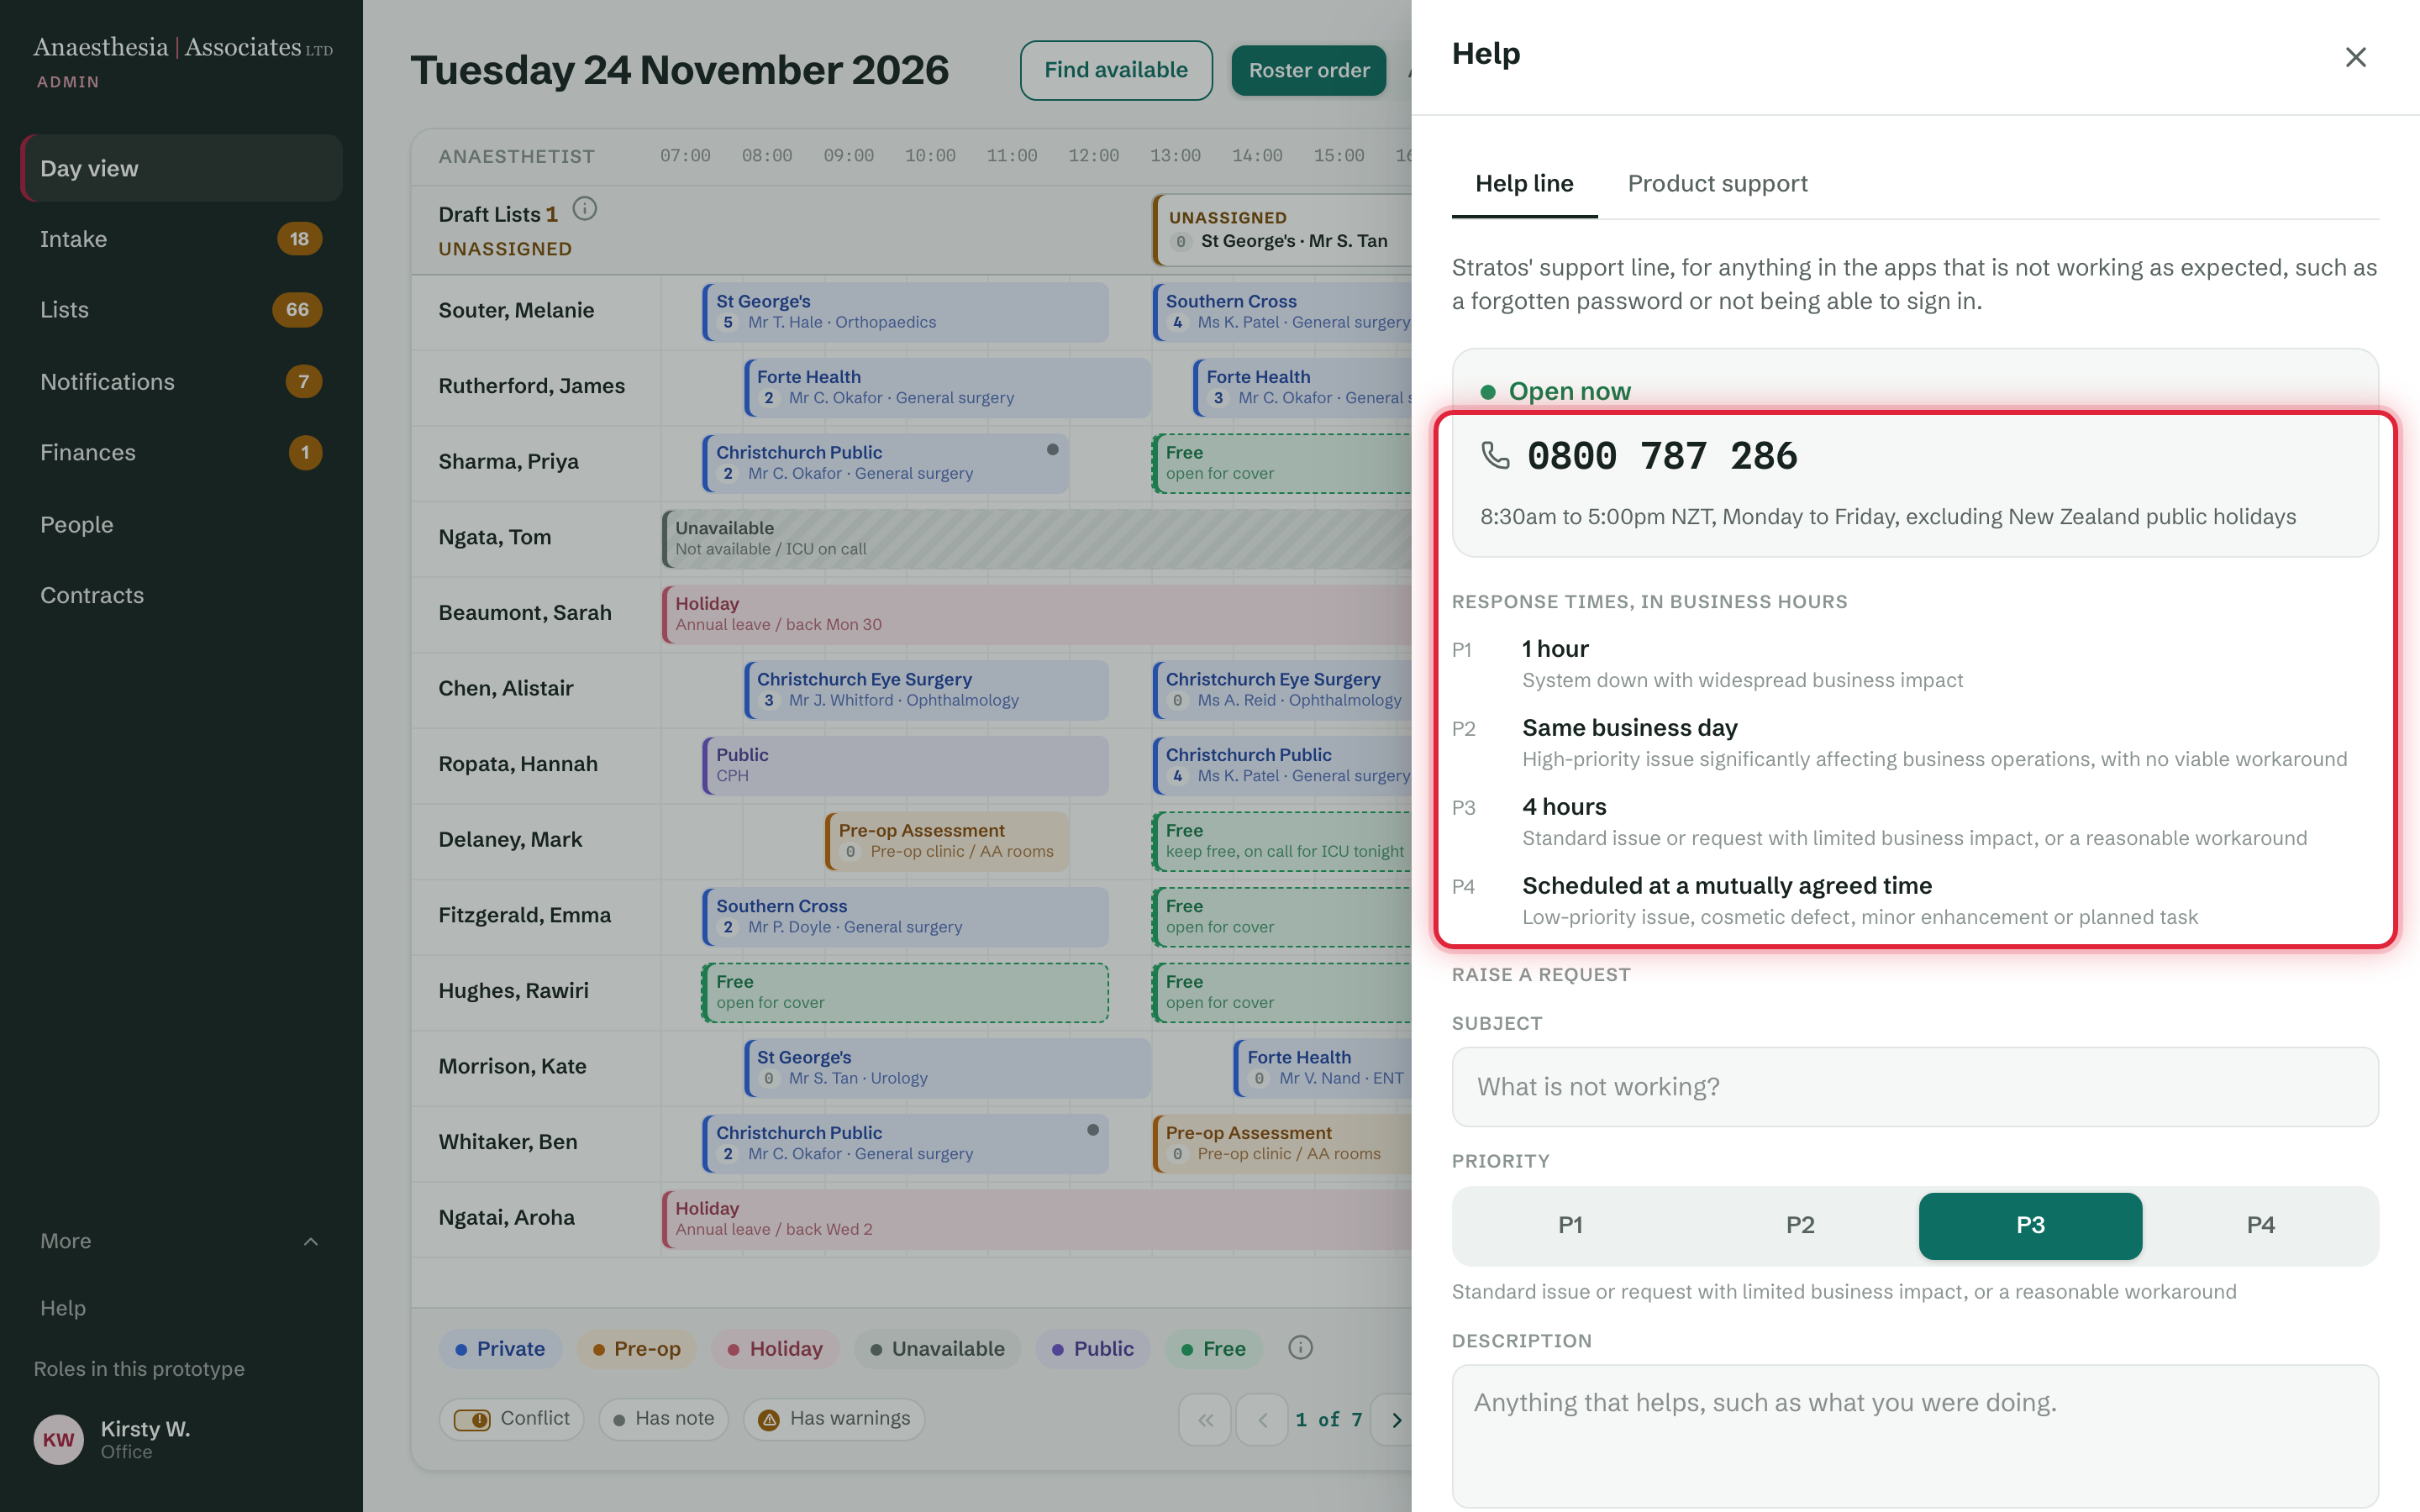 Anaesthesia | Associates LTD
ADMIN
Day view
Intake 18
Lists 66
Notifications 7
Finances 1
People
Contracts
More
Help
Roles in this prototype
KW
Kirsty W.
Office
Tuesday 24 November 2026
Find available
Roster order
ANAESTHETIST 07:00 08:00 09:00 10:00 11:00 12:00 13:00 14:00 15:00
Draft Lists 1
UNASSIGNED
UNASSIGNED
0 St George's · Mr S. Tan
Souter, Melanie
St George's
5 Mr T. Hale · Orthopaedics
Southern Cross
4 Ms K. Patel · General surgery
Rutherford, James
Forte Health
2 Mr C. Okafor · General surgery
Forte Health
3 Mr C. Okafor · General s
Sharma, Priya
Christchurch Public
2 Mr C. Okafor · General surgery
Free
open for cover
Ngata, Tom
Unavailable
Not available / ICU on call
Beaumont, Sarah
Holiday
Annual leave / back Mon 30
Chen, Alistair
Christchurch Eye Surgery
3 Mr J. Whitford · Ophthalmology
Christchurch Eye Surgery
0 Ms A. Reid · Ophthalmology
Ropata, Hannah
Public
CPH
Christchurch Public
4 Ms K. Patel · General surgery
Delaney, Mark
Pre-op Assessment
0 Pre-op clinic / AA rooms
Free
keep free, on call for ICU tonight
Fitzgerald, Emma
Southern Cross
2 Mr P. Doyle · General surgery
Free
open for cover
Hughes, Rawiri
Free
open for cover
Free
open for cover
Morrison, Kate
St George's
0 Mr S. Tan · Urology
Forte Health
0 Mr V. Nand · ENT
Whitaker, Ben
Christchurch Public
2 Mr C. Okafor · General surgery
Pre-op Assessment
0 Pre-op clinic / AA rooms
Ngatai, Aroha
Holiday
Annual leave / back Wed 2
Private Pre-op Holiday Unavailable Public Free
Conflict Has note Has warnings
1 of 7
Help
Help line Product support
Stratos' support line, for anything in the apps that is not working as expected, such as
a forgotten password or not being able to sign in.
Open now
0800 787 286
8:30am to 5:00pm NZT, Monday to Friday, excluding New Zealand public holidays
RESPONSE TIMES, IN BUSINESS HOURS
P1 1 hour
System down with widespread business impact
P2 Same business day
High-priority issue significantly affecting business operations, with no viable workaround
P3 4 hours
Standard issue or request with limited business impact, or a reasonable workaround
P4 Scheduled at a mutually agreed time
Low-priority issue, cosmetic defect, minor enhancement or planned task
RAISE A REQUEST
SUBJECT
What is not working?
PRIORITY
P1 P2 P3 P4
Standard issue or request with limited business impact, or a reasonable workaround
DESCRIPTION
Anything that helps, such as what you were doing.